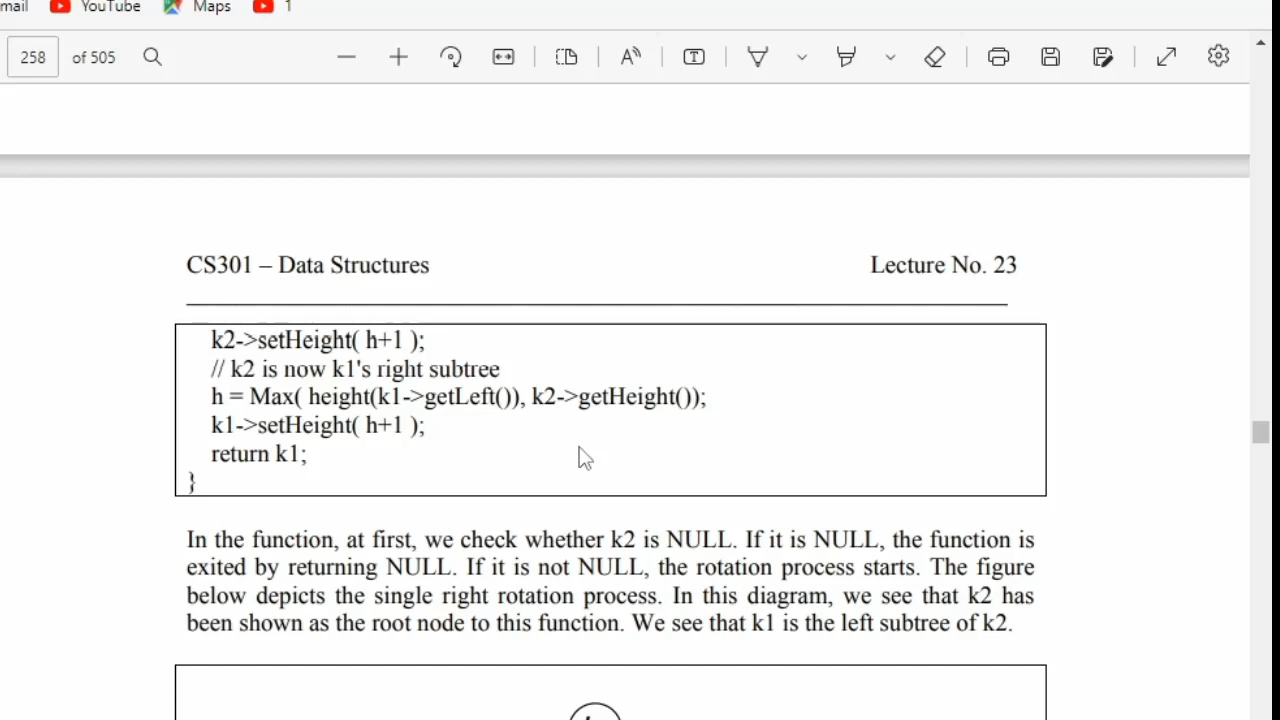 mail YouTube Maps 1
258 of 505
CS301 – Data Structures Lecture No. 23
k2->setHeight( h+1 );
// k2 is now k1's right subtree
h = Max( height(k1->getLeft()), k2->getHeight());
k1->setHeight( h+1 );
return k1;
}
In the function, at first, we check whether k2 is NULL. If it is NULL, the function is
exited by returning NULL. If it is not NULL, the rotation process starts. The figure
below depicts the single right rotation process. In this diagram, we see that k2 has
been shown as the root node to this function. We see that k1 is the left subtree of k2.